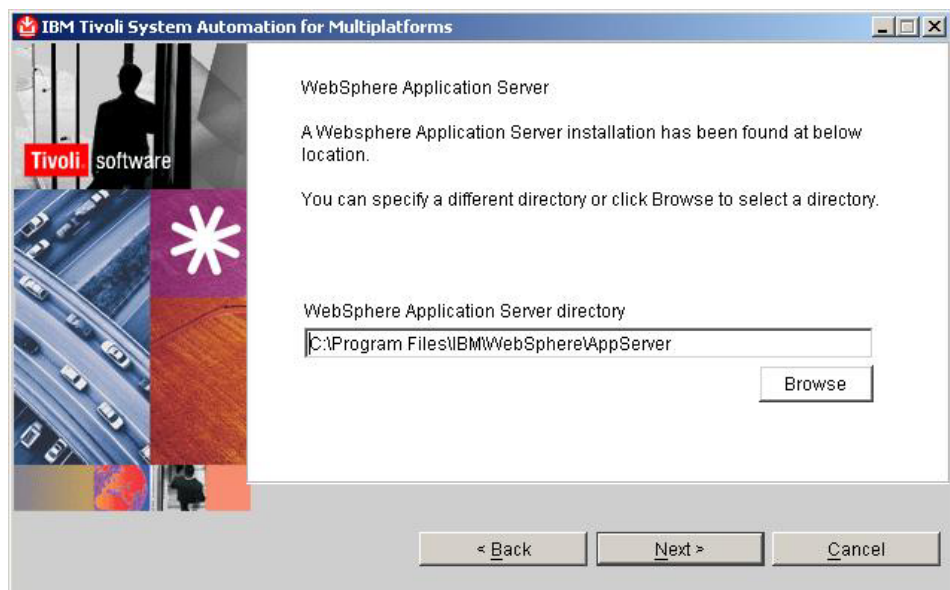 IBM Tivoli System Automation for Multiplatforms
Tivoli. software
WebSphere Application Server
A Websphere Application Server installation has been found at below
location.
You can specify a different directory or click Browse to select a directory.
WebSphere Application Server directory
C:\Program Files\IBM\WebSphere\AppServer
Browse
< Back
Next >
Cancel